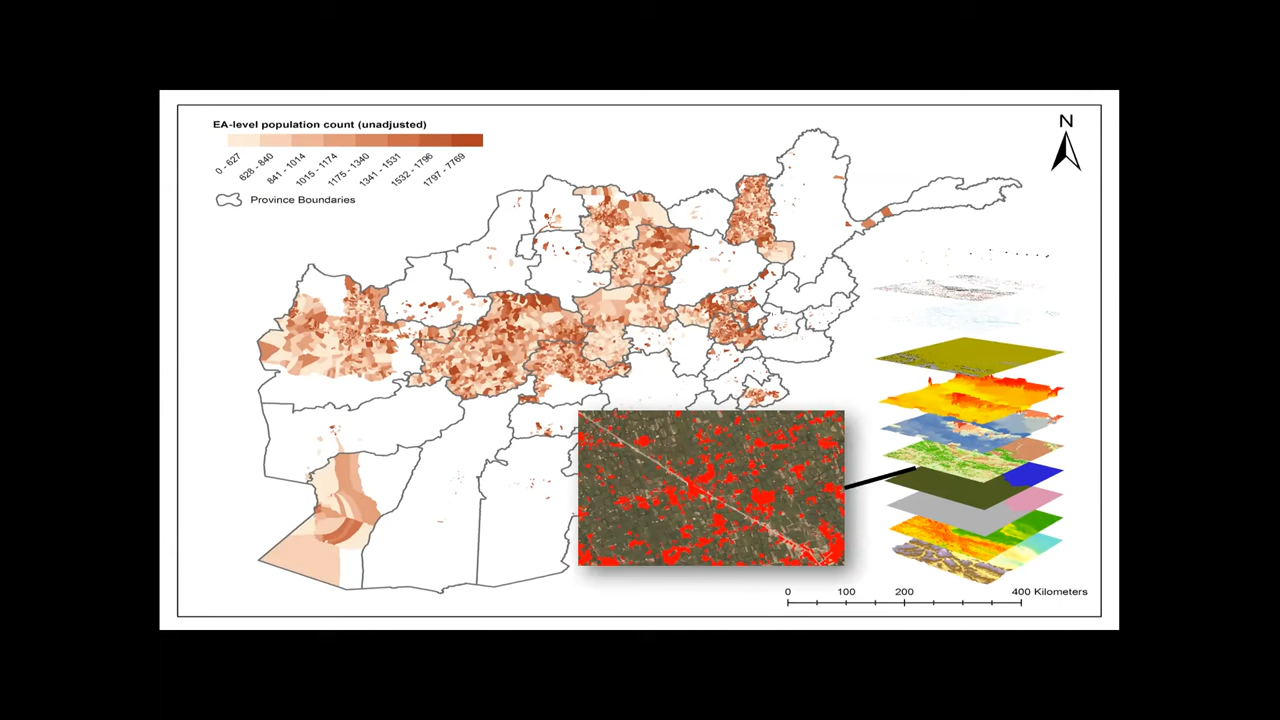 EA-level population count (unadjusted)
0 - 627
628 - 840
841 - 1014
1015 - 1174
1175 - 1340
1341 - 1531
1532 - 1796
1797 - 7769
Province Boundaries
N
0 100 200 400 Kilometers